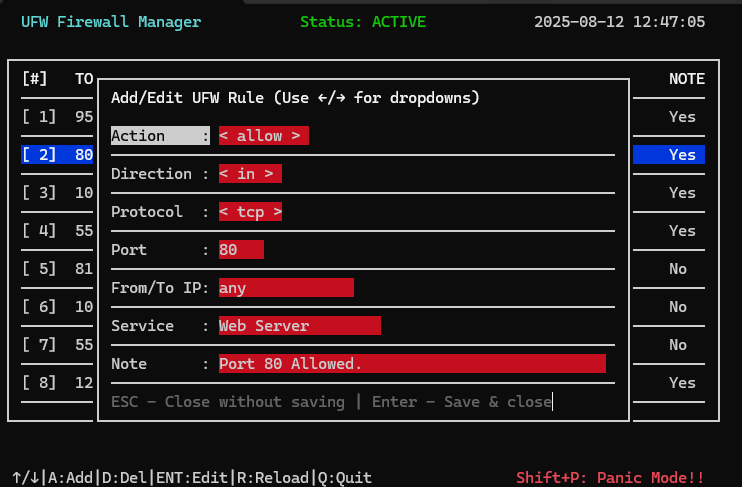 UFW Firewall Manager Status: ACTIVE 2025-08-12 12:47:05
[#] TO NOTE
Add/Edit UFW Rule (Use ←/→ for dropdowns)
[ 1] 95 Yes
Action : < allow >
[ 2] 80 Yes
Direction : < in >
[ 3] 10 Yes
Protocol : < tcp >
[ 4] 55 Yes
Port : 80
[ 5] 81 No
From/To IP: any
[ 6] 10 No
Service : Web Server
[ 7] 55 No
Note : Port 80 Allowed.
[ 8] 12 Yes
ESC - Close without saving | Enter - Save & close
↑/↓|A:Add|D:Del|ENT:Edit|R:Reload|Q:Quit Shift+P: Panic Mode!!